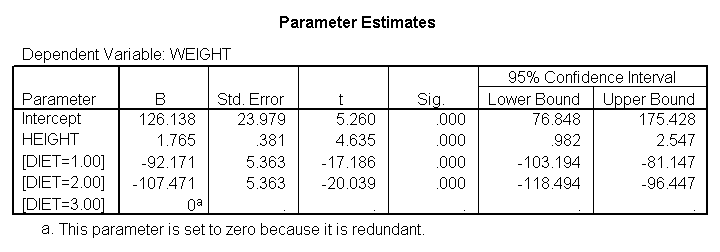 Parameter Estimates
Dependent Variable: WEIGHT
95% Confidence Interval
Parameter B Std. Error t Sig. Lower Bound Upper Bound
Intercept 126.138 23.979 5.260 .000 76.848 175.428
HEIGHT 1.765 .381 4.635 .000 .982 2.547
[DIET=1.00] -92.171 5.363 -17.186 .000 -103.194 -81.147
[DIET=2.00] -107.471 5.363 -20.039 .000 -118.494 -96.447
[DIET=3.00] 0a . . . . .
a. This parameter is set to zero because it is redundant.